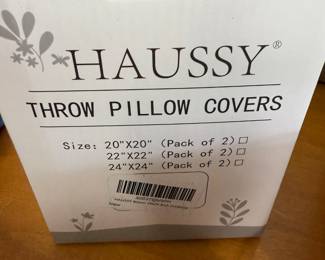 HAUSSY®
THROW PILLOW COVERS
Size: 20"X20" (Pack of 2)□
22"X22" (Pack of 2)□
24"X24" (Pack of 2)□